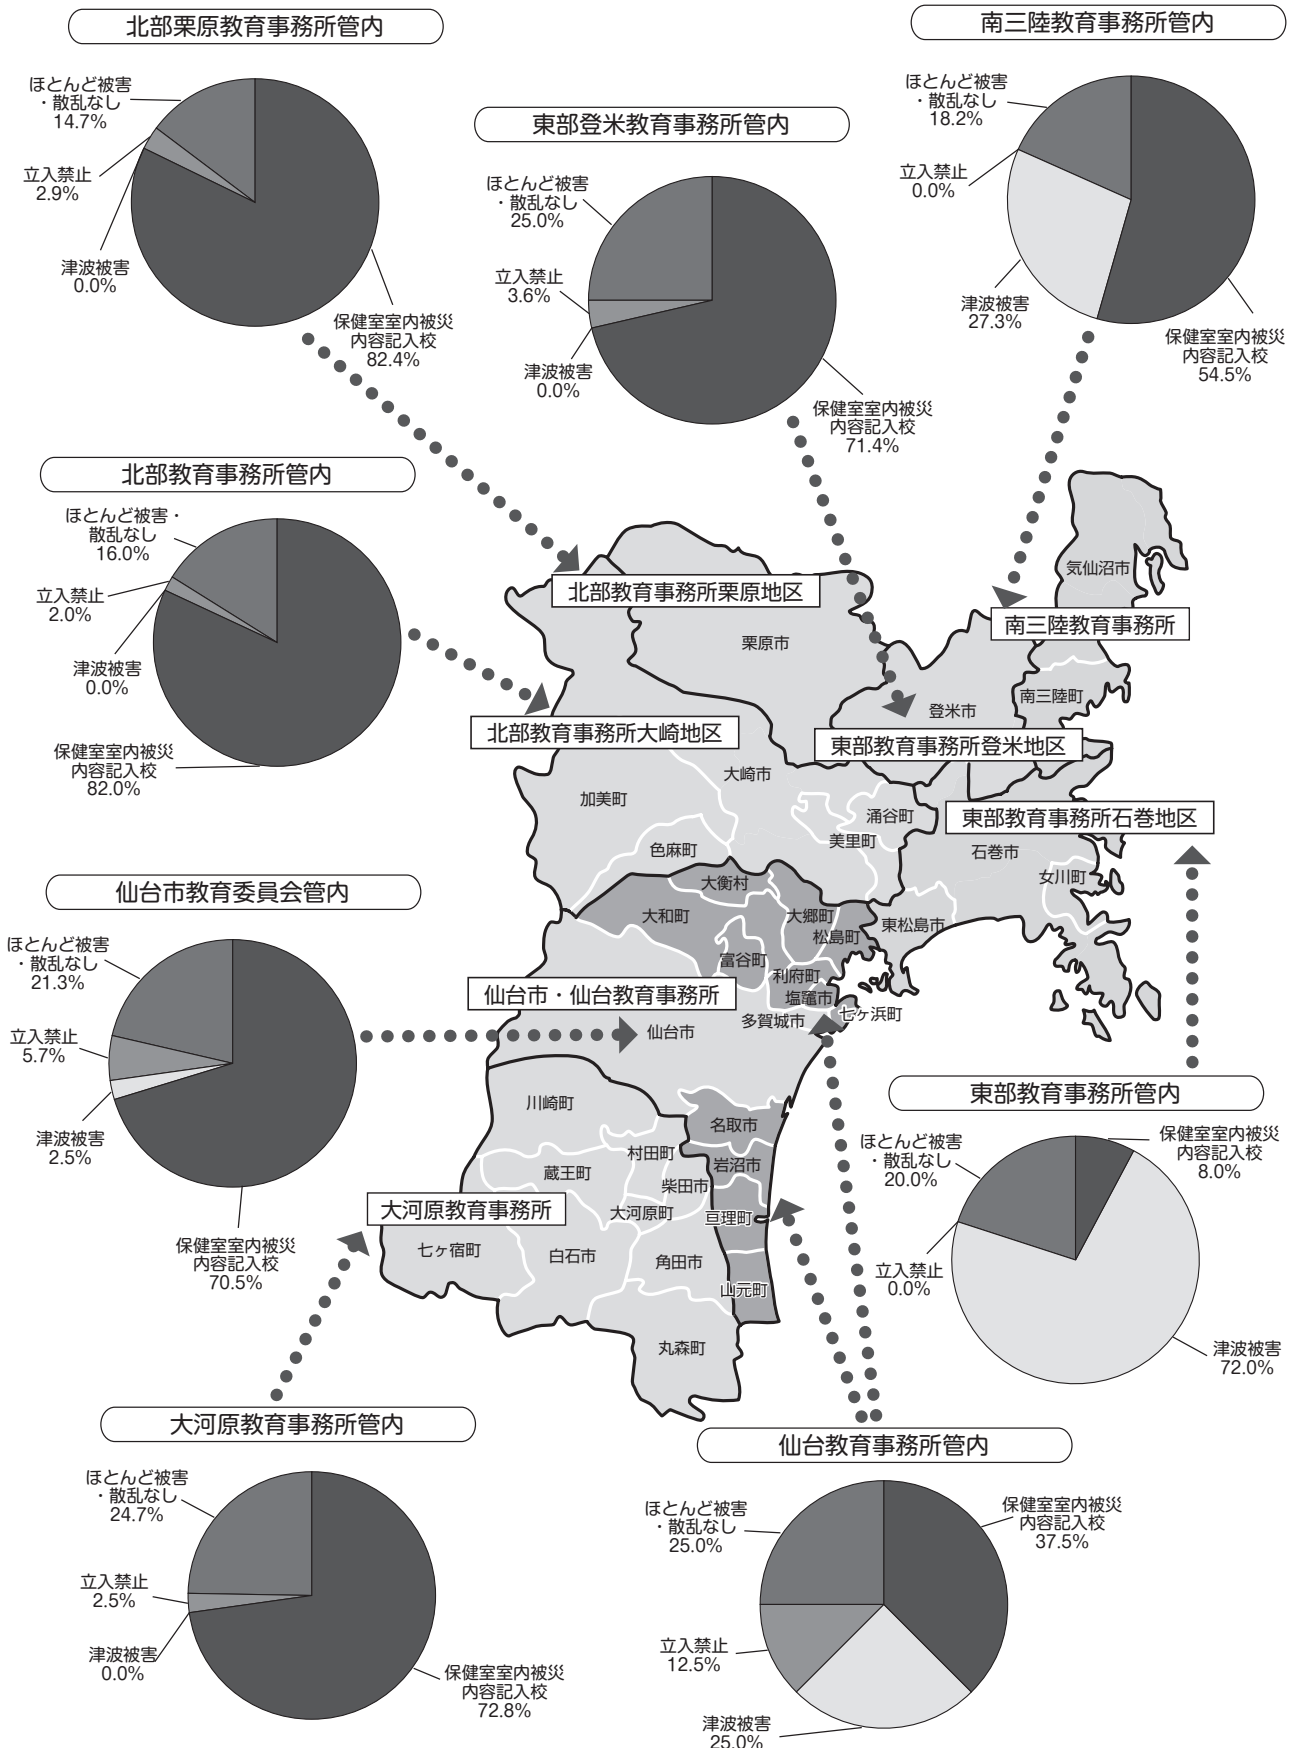 北部栗原教育事務所管内
ほとんど被害
・散乱なし
14.7%
立入禁止
2.9%
津波被害
0.0%
保健室室内被災
内容記入校
82.4%
東部登米教育事務所管内
ほとんど被害
・散乱なし
25.0%
立入禁止
3.6%
津波被害
0.0%
保健室室内被災
内容記入校
71.4%
南三陸教育事務所管内
ほとんど被害
・散乱なし
18.2%
立入禁止
0.0%
津波被害
27.3%
保健室室内被災
内容記入校
54.5%
北部教育事務所管内
ほとんど被害・
散乱なし
16.0%
立入禁止
2.0%
津波被害
0.0%
保健室室内被災
内容記入校
82.0%
気仙沼市
北部教育事務所栗原地区
南三陸教育事務所
栗原市
南三陸町
登米市
北部教育事務所大崎地区
東部教育事務所登米地区
大崎市
加美町
涌谷町
東部教育事務所石巻地区
美里町
色麻町
石巻市
女川町
大衡村
大和町
大郷町
松島町
東松島市
富谷町
利府町
仙台市・仙台教育事務所
塩竈市
七ヶ浜町
多賀城市
仙台市
川崎町
名取市
村田町
岩沼市
蔵王町
柴田市
大河原教育事務所
大河原町
亘理町
七ヶ宿町
白石市
角田市
山元町
丸森町
仙台市教育委員会管内
ほとんど被害
・散乱なし
21.3%
立入禁止
5.7%
津波被害
2.5%
保健室室内被災
内容記入校
70.5%
東部教育事務所管内
ほとんど被害
・散乱なし
20.0%
保健室室内被災
内容記入校
8.0%
立入禁止
0.0%
津波被害
72.0%
大河原教育事務所管内
ほとんど被害
・散乱なし
24.7%
立入禁止
2.5%
津波被害
0.0%
保健室室内被災
内容記入校
72.8%
仙台教育事務所管内
ほとんど被害
・散乱なし
25.0%
保健室室内被災
内容記入校
37.5%
立入禁止
12.5%
津波被害
25.0%